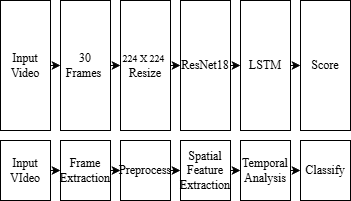 Input
Video
30
Frames
224 X 224
Resize
ResNet18
LSTM
Score
Input
VIdeo
Frame
Extraction
Preprocess
Spatial
Feature
Extraction
Temporal
Analysis
Classify